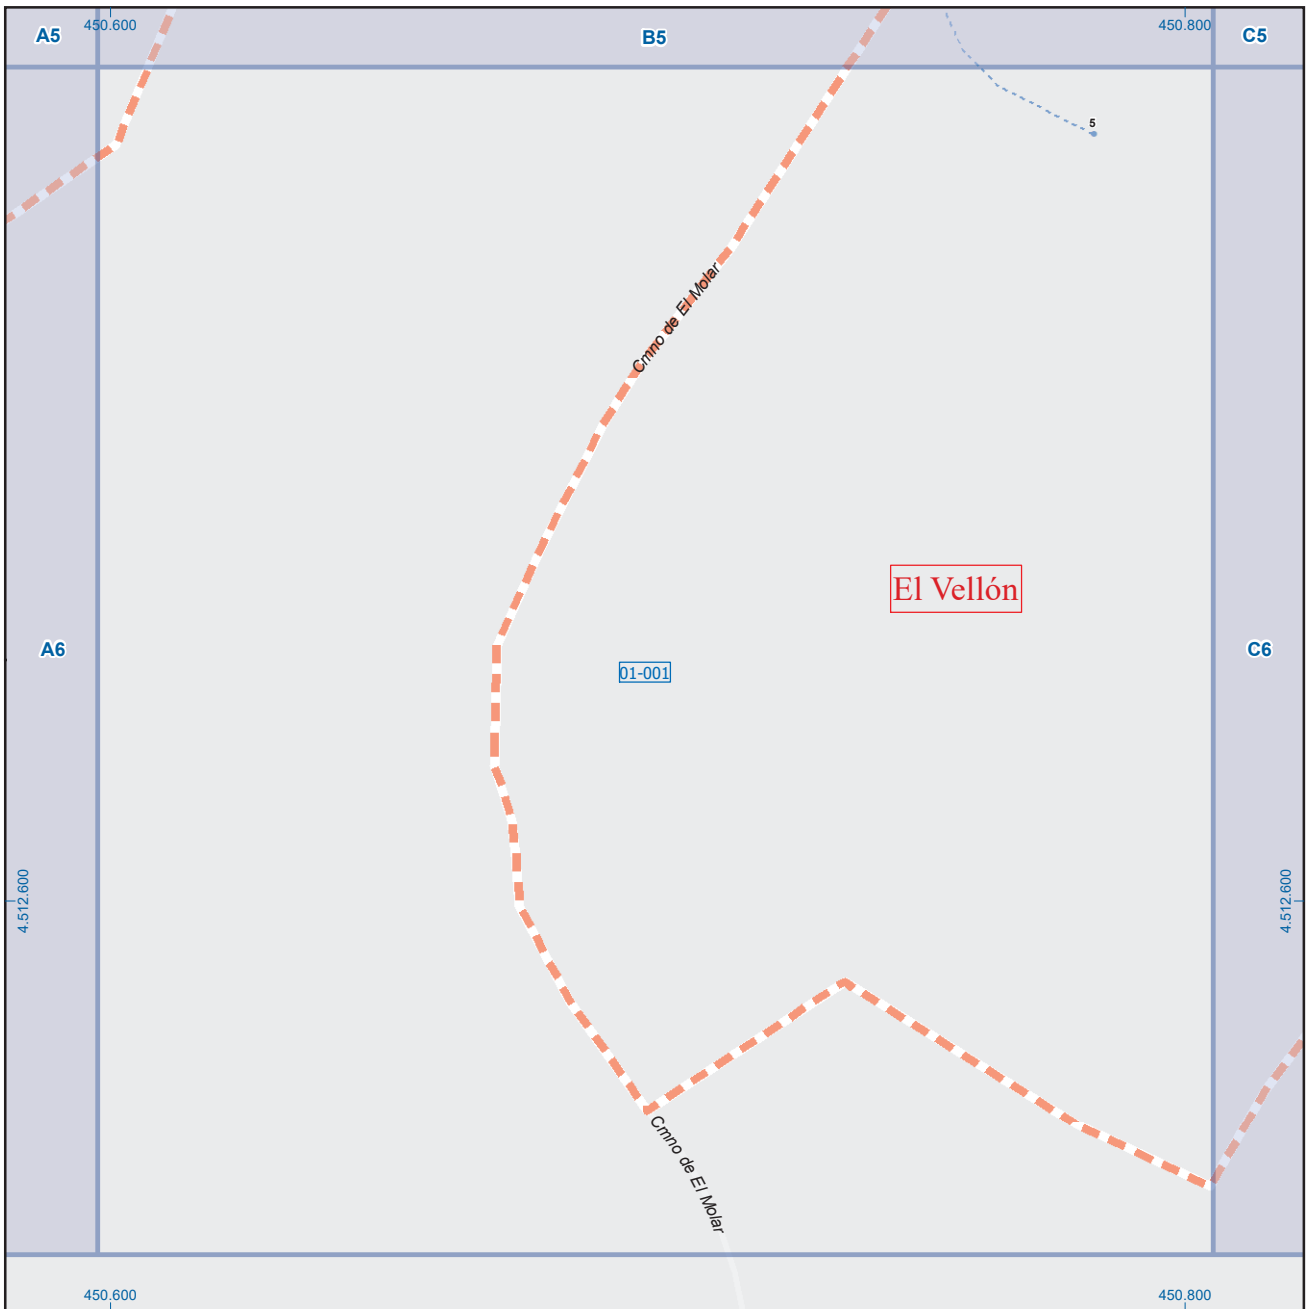 450.600
450.800
A5
B5
C5
5
Cmno de El Molar
El Vellón
A6
01-001
C6
4.512.600
4.512.600
Cmno de El Molar
450.600
450.800